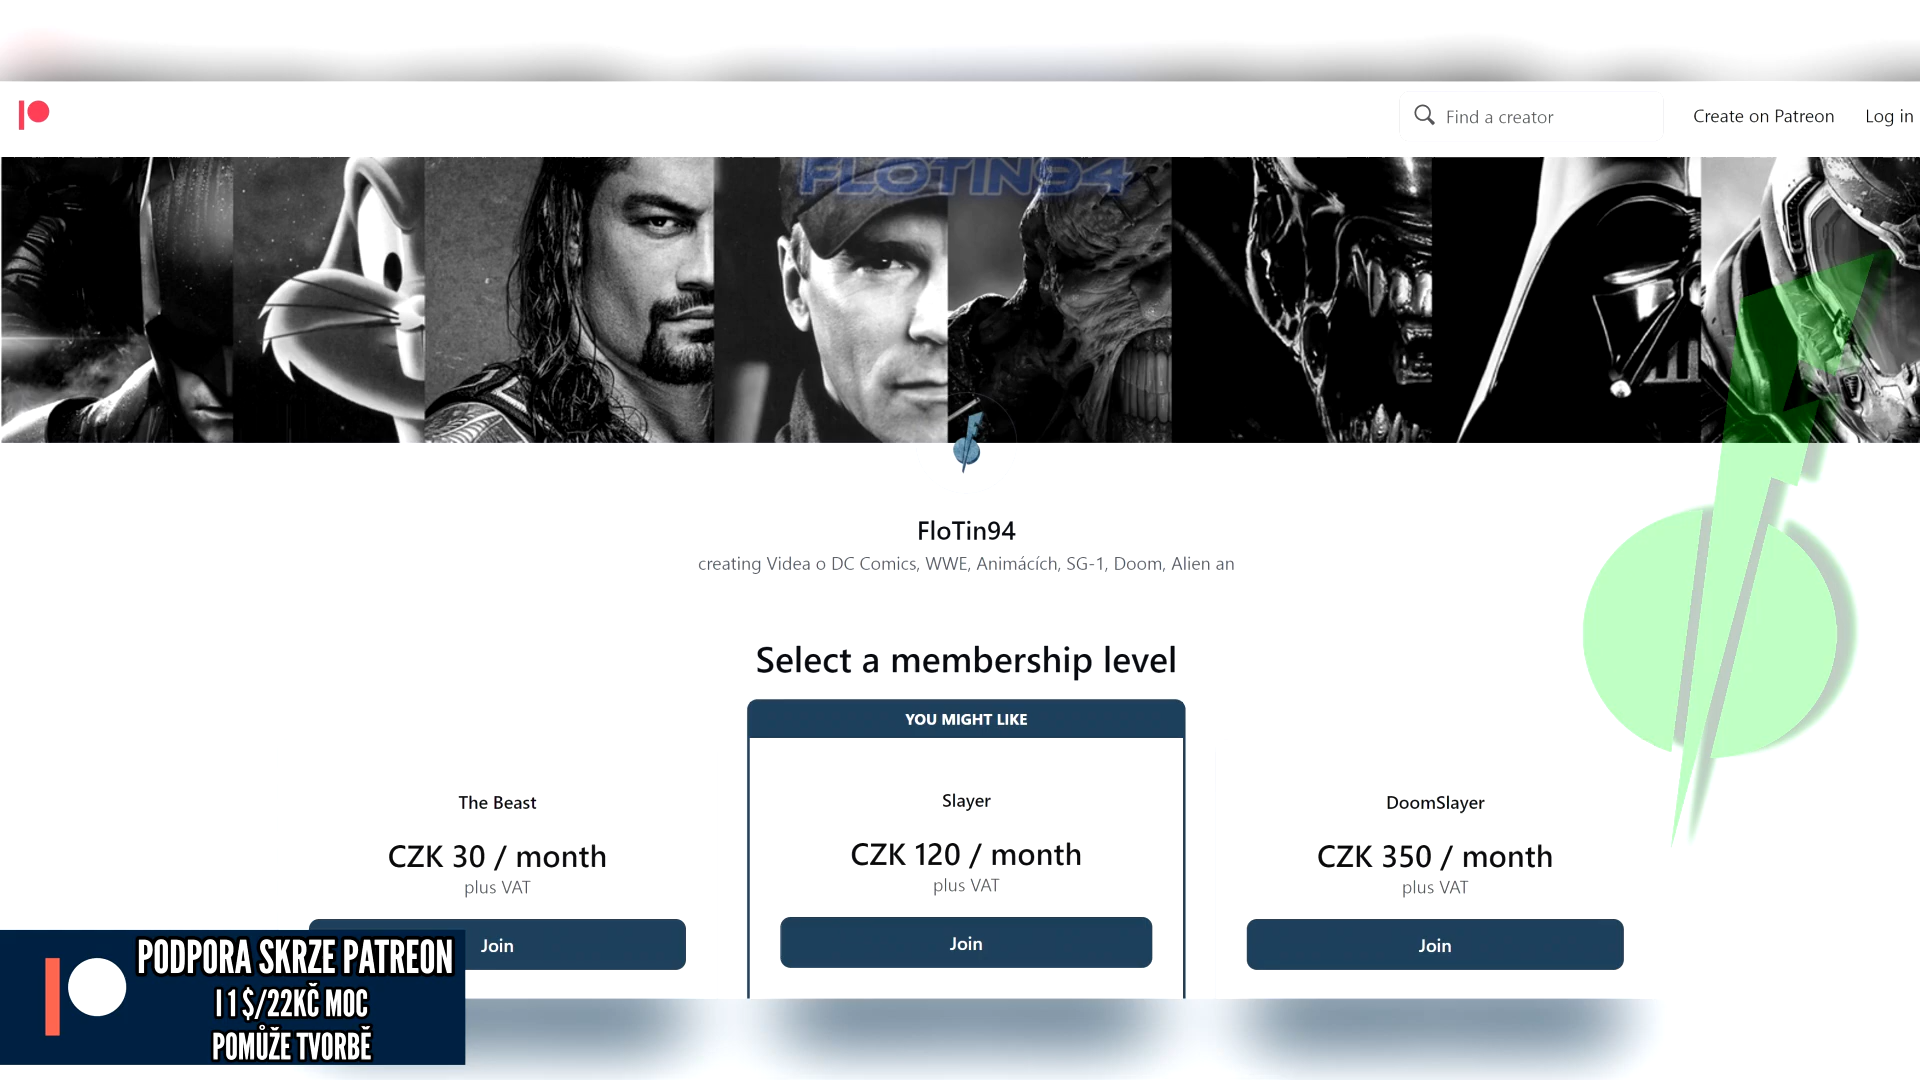 Find a creator
Create on Patreon
Log in
FLOTIN94
FloTin94
creating Videa o DC Comics, WWE, Animácích, SG-1, Doom, Alien an
Select a membership level
YOU MIGHT LIKE
The Beast
CZK 30 / month
plus VAT
Join
Slayer
CZK 120 / month
plus VAT
Join
DoomSlayer
CZK 350 / month
plus VAT
Join
PODPORA SKRZE PATREON
I 1 $/22KČ MOC
POMŮŽE TVORBĚ